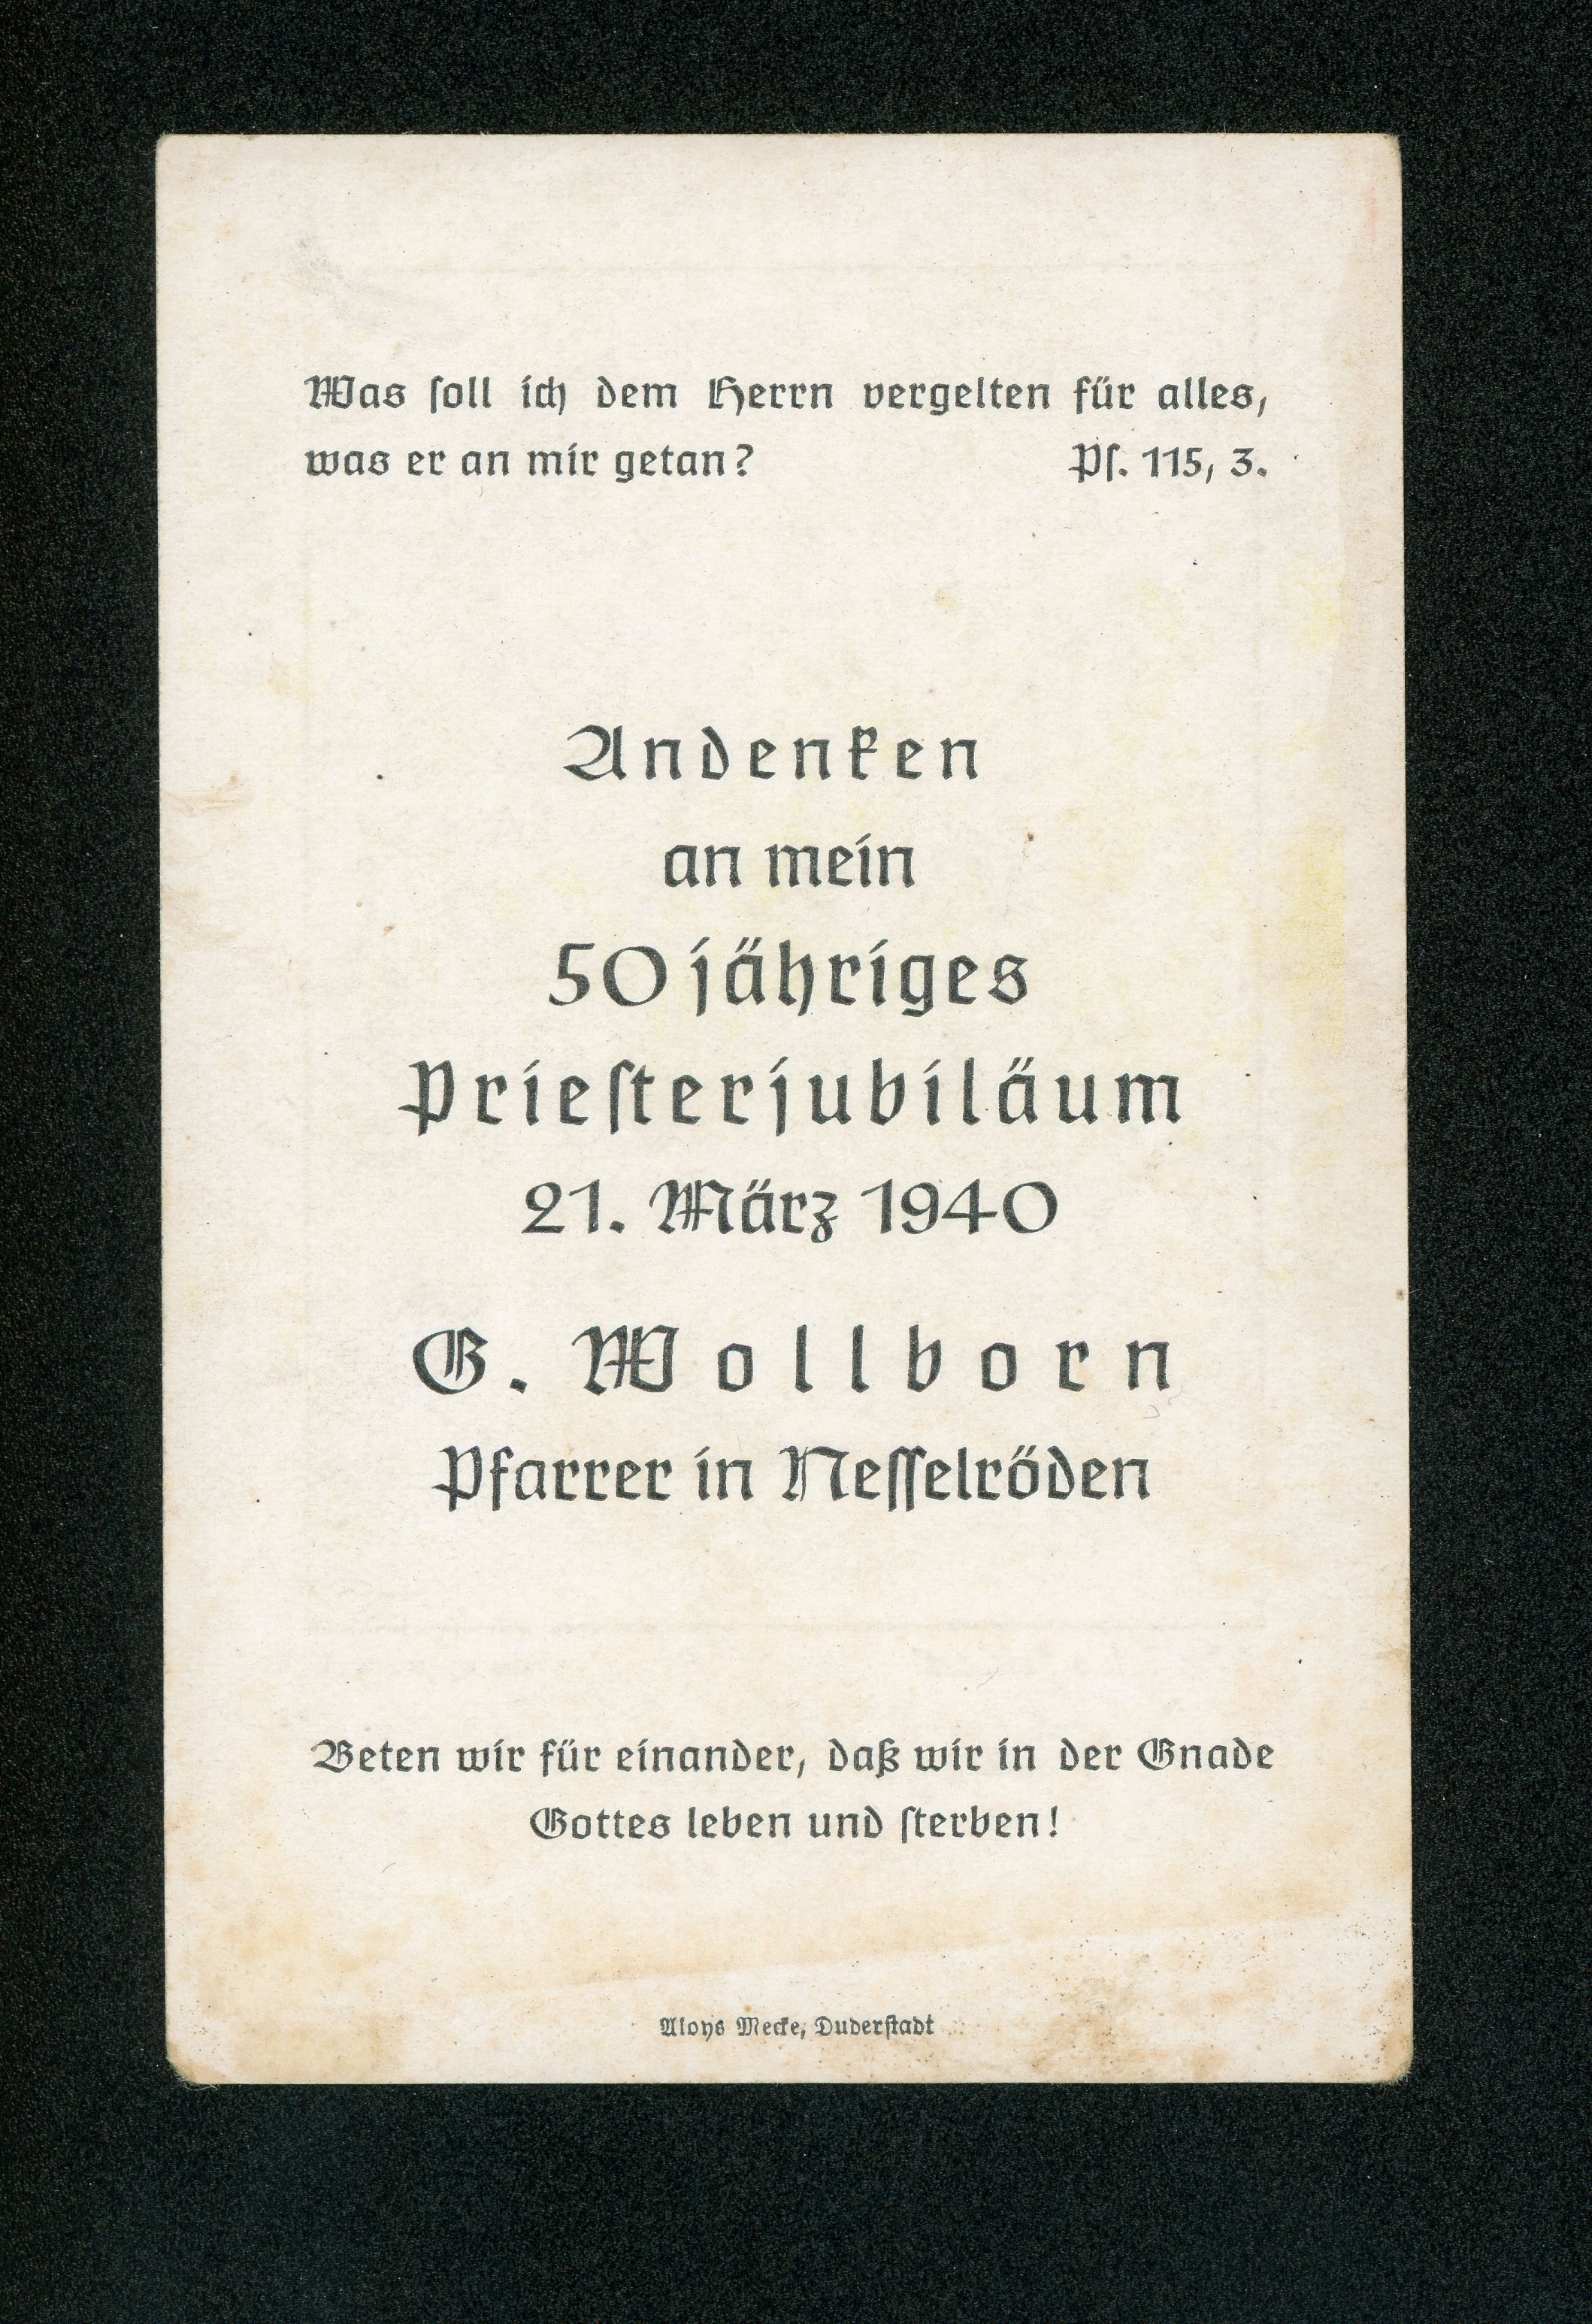 Was soll ich dem Herrn vergelten für alles,
was er an mir getan? Ps. 115, 3.
Andenken
an mein
50jähriges
Priesterjubiläum
21. März 1940
G. Wollborn
Pfarrer in Nesselröden
Beten wir für einander, daß wir in der Gnade
Gottes leben und sterben!
Aloys Mecke, Duderstadt